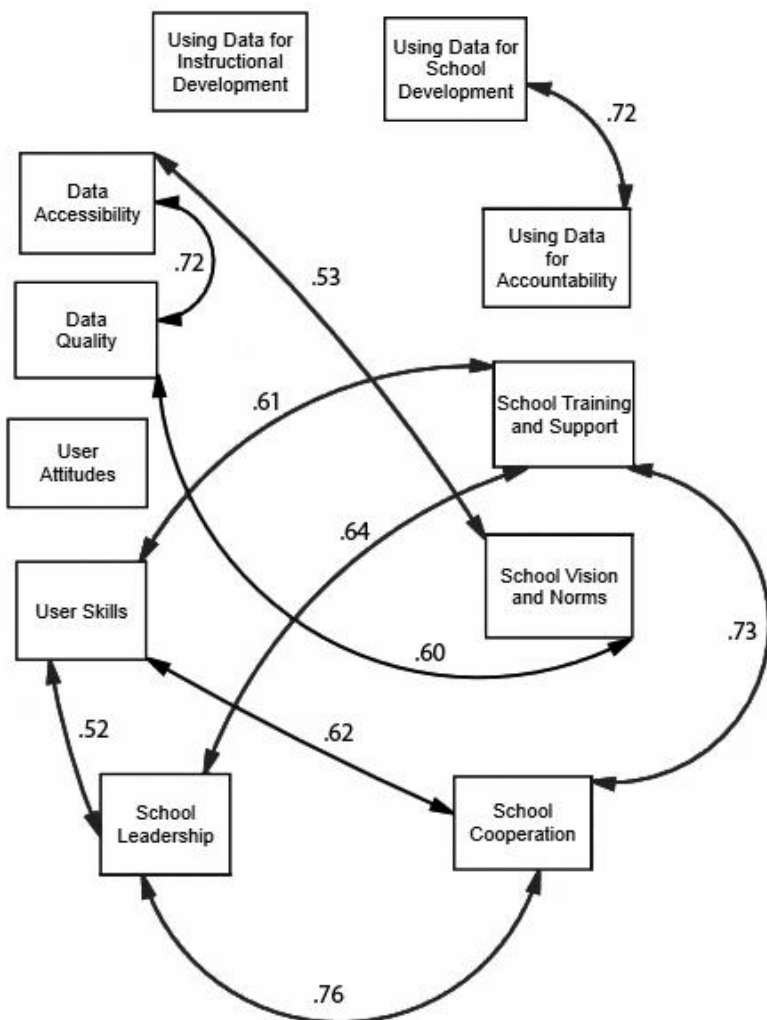 Using Data for
Instructional
Development
Using Data for
School
Development
.72
Data
Accessibility
.72
.53
Using Data
for
Accountability
Data
Quality
.61
School Training
and Support
User
Attitudes
.64
School Vision
and Norms
User Skills
.60
.73
.52
.62
School
Leadership
School
Cooperation
.76